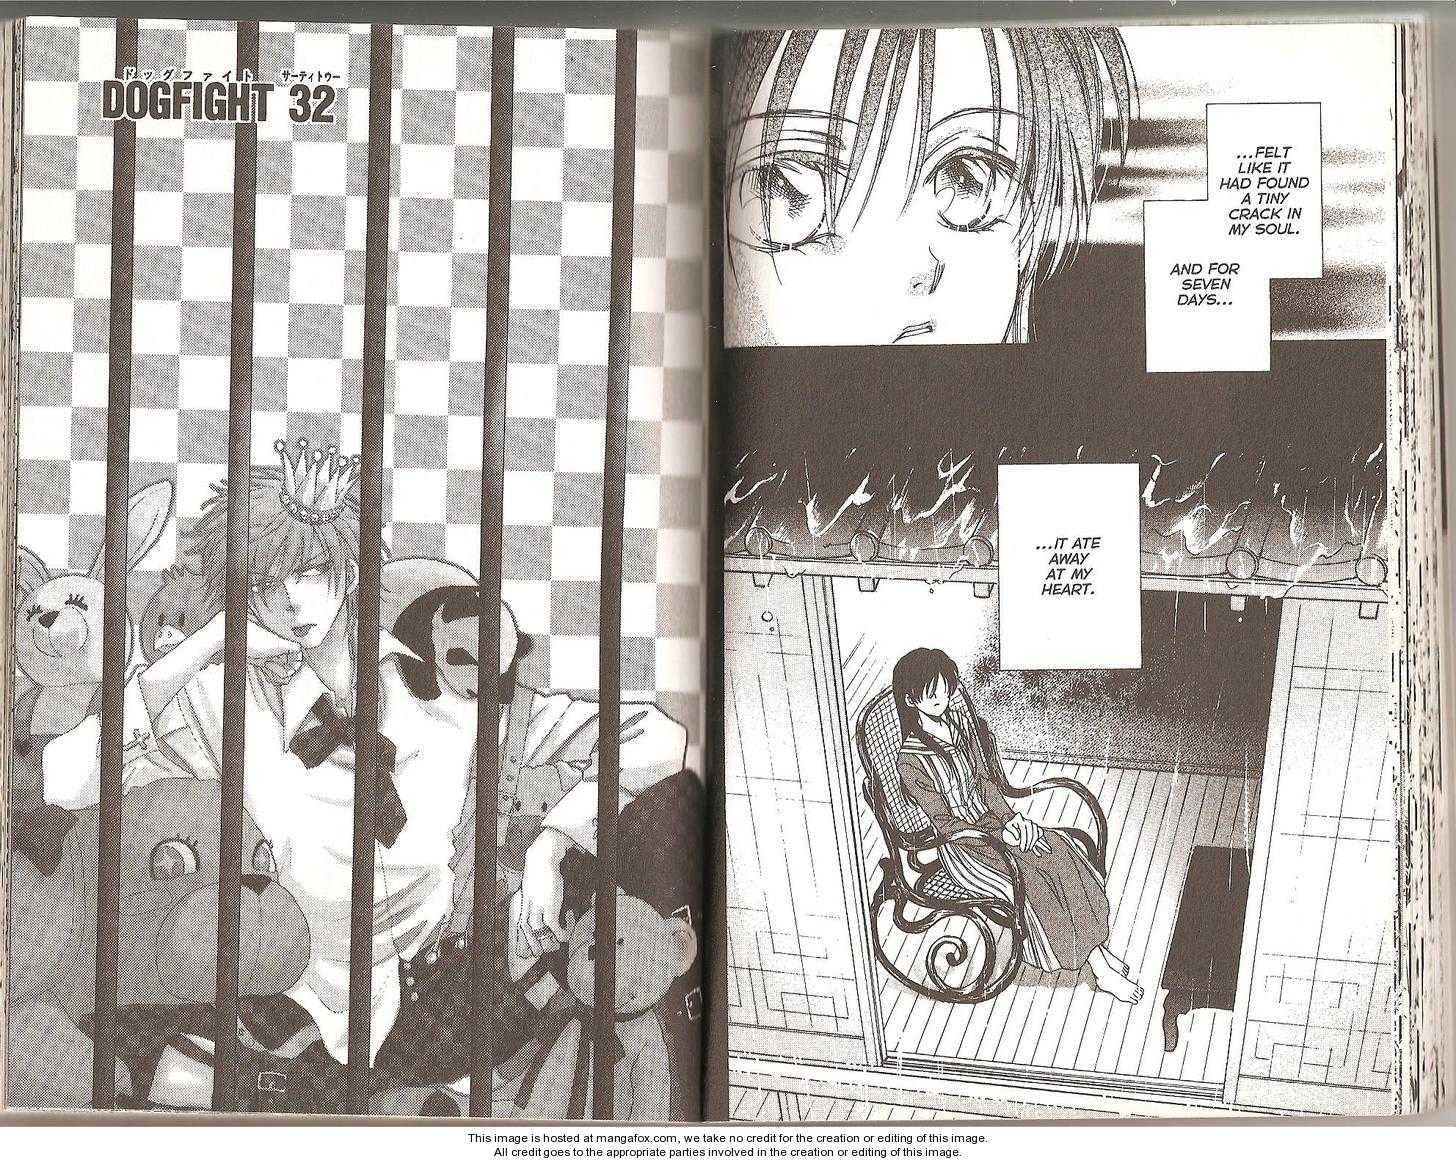 ドッグファイト サーティトゥー
DOGFIGHT 32
...FELT
LIKE IT
HAD FOUND
A TINY
CRACK IN
MY SOUL.
AND FOR
SEVEN
DAYS...
...IT ATE
AWAY
AT MY
HEART.
This image is hosted at mangafox.com, we take no credit for the creation or editing of this image.
All credit goes to the appropriate parties involved in the creation or editing of this image.